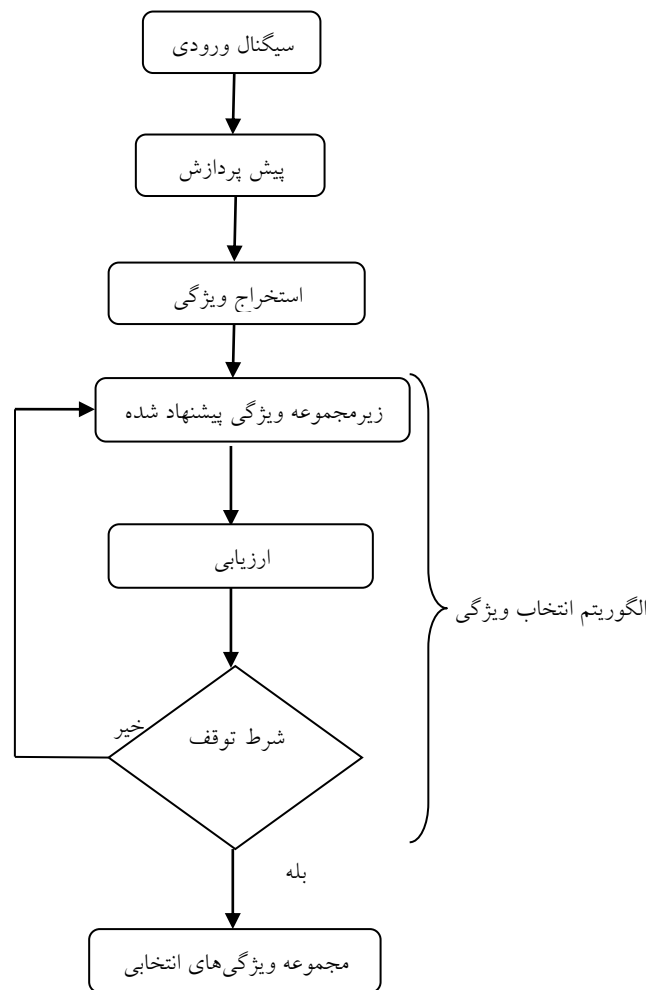 سیگنال ورودی
پیش پردازش
استخراج ویژگی
زیرمجموعه ویژگی پیشنهاد شده
ارزیابی
الگوریتم انتخاب ویژگی
خیر
شرط توقف
بله
مجموعه ویژگی‌های انتخابی